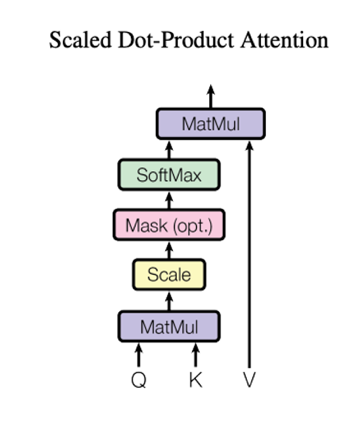 Scaled Dot-Product Attention
MatMul
SoftMax
Mask (opt.)
Scale
MatMul
Q K V